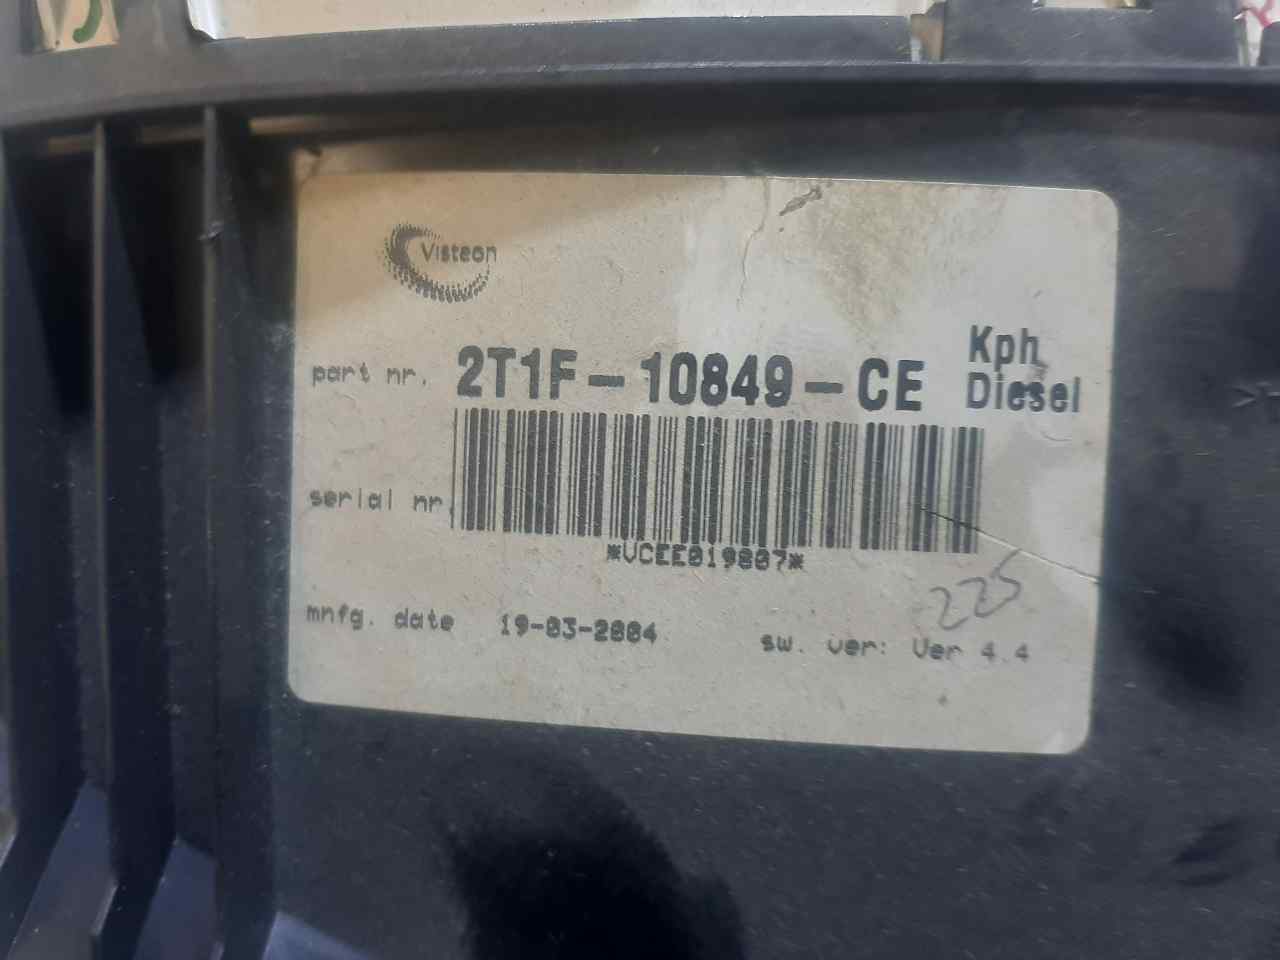 Visteon
part nr. 2T1F-10849-CE Kph Diesel
serial nr.
*VCEE019807*
225
mnfg. date 19-03-2004 sw. ver: Ver 4.4